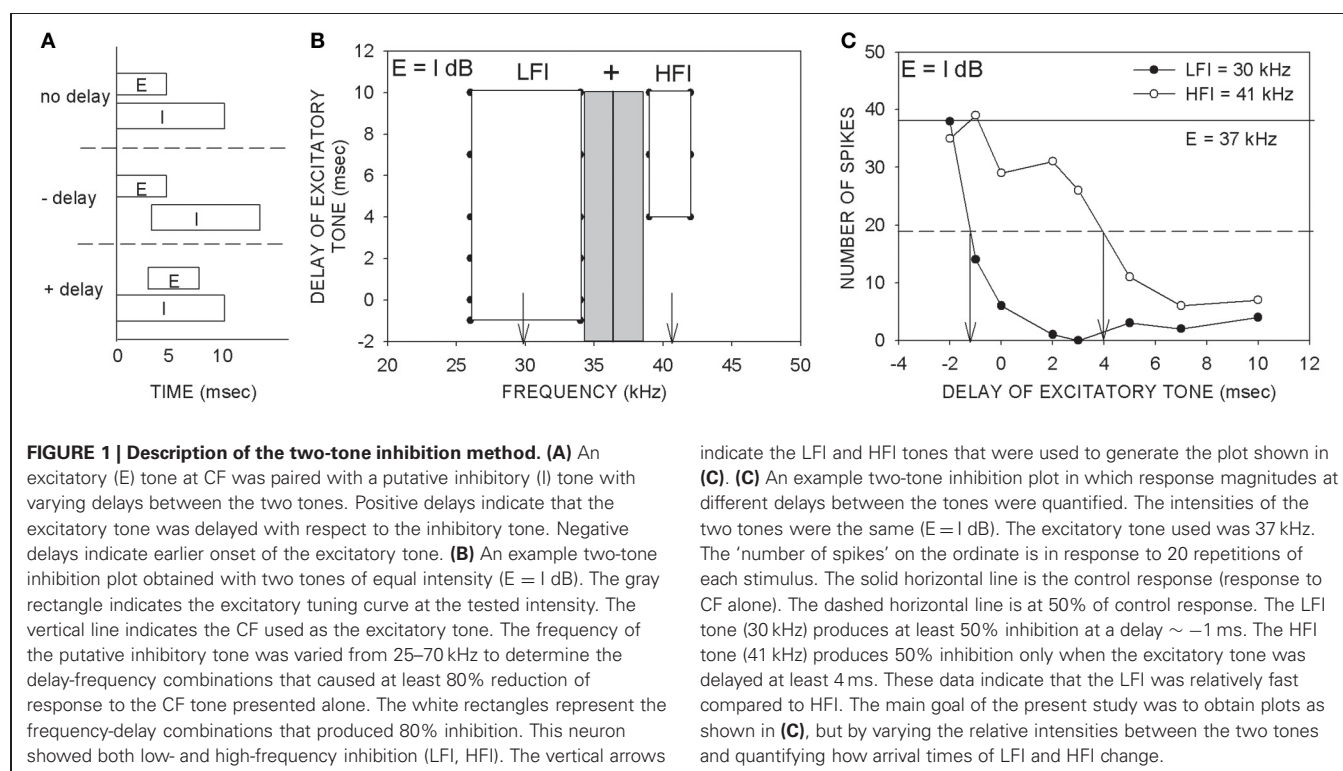 A
no delay
E
I
- delay
E
I
+ delay
E
I
0 5 10
TIME (msec)
B
E = I dB
LFI + HFI
DELAY OF EXCITATORY
TONE (msec)
12
10
8
6
4
2
0
-2
20 25 30 35 40 45 50
FREQUENCY (kHz)
C
E = I dB
LFI = 30 kHz
HFI = 41 kHz
E = 37 kHz
NUMBER OF SPIKES
50
40
30
20
10
0
-4 -2 0 2 4 6 8 10 12
DELAY OF EXCITATORY TONE (msec)
FIGURE 1 | Description of the two-tone inhibition method. (A) An
excitatory (E) tone at CF was paired with a putative inhibitory (I) tone with
varying delays between the two tones. Positive delays indicate that the
excitatory tone was delayed with respect to the inhibitory tone. Negative
delays indicate earlier onset of the excitatory tone. (B) An example two-tone
inhibition plot obtained with two tones of equal intensity (E = I dB). The gray
rectangle indicates the excitatory tuning curve at the tested intensity. The
vertical line indicates the CF used as the excitatory tone. The frequency of
the putative inhibitory tone was varied from 25–70 kHz to determine the
delay-frequency combinations that caused at least 80% reduction of
response to the CF tone presented alone. The white rectangles represent the
frequency-delay combinations that produced 80% inhibition. This neuron
showed both low- and high-frequency inhibition (LFI, HFI). The vertical arrows
indicate the LFI and HFI tones that were used to generate the plot shown in
(C). (C) An example two-tone inhibition plot in which response magnitudes at
different delays between the tones were quantified. The intensities of the
two tones were the same (E = I dB). The excitatory tone used was 37 kHz.
The 'number of spikes' on the ordinate is in response to 20 repetitions of
each stimulus. The solid horizontal line is the control response (response to
CF alone). The dashed horizontal line is at 50% of control response. The LFI
tone (30 kHz) produces at least 50% inhibition at a delay ∼ −1 ms. The HFI
tone (41 kHz) produces 50% inhibition only when the excitatory tone was
delayed at least 4 ms. These data indicate that the LFI was relatively fast
compared to HFI. The main goal of the present study was to obtain plots as
shown in (C), but by varying the relative intensities between the two tones
and quantifying how arrival times of LFI and HFI change.